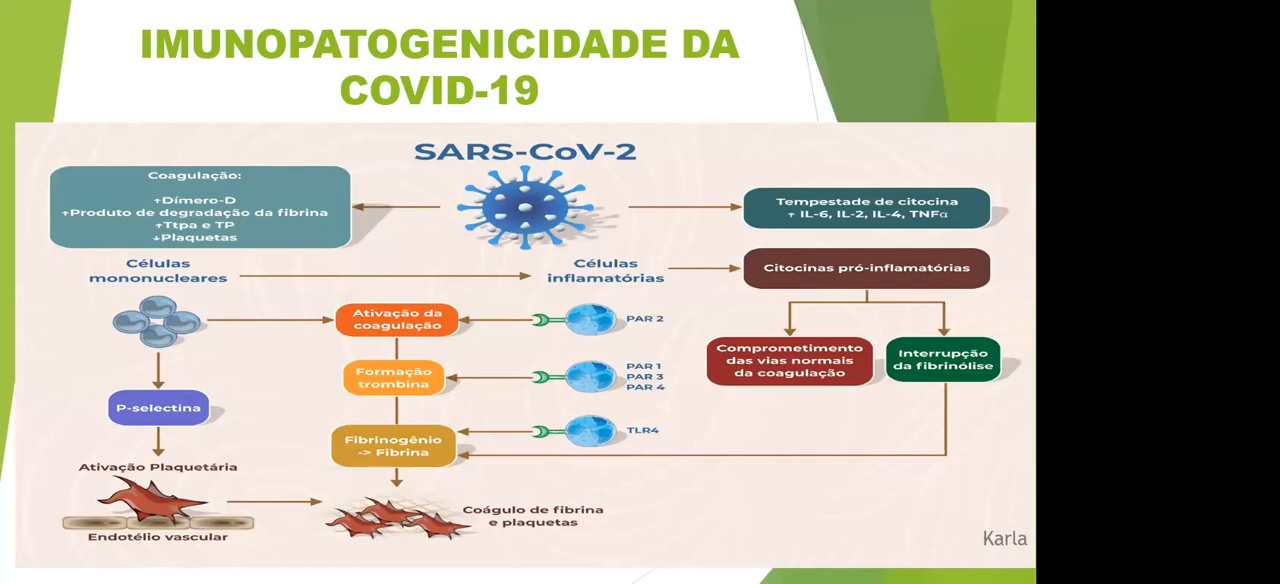 IMUNOPATOGENICIDADE DA
COVID-19
SARS-CoV-2
Coagulação:
↑Dímero-D
↑Produto de degradação da fibrina
↑Ttpa e TP
↓Plaquetas
Tempestade de citocina
↑ IL-6, IL-2, IL-4, TNFα
Células
mononucleares
Células
inflamatórias
Citocinas pró-inflamatórias
Ativação da
coagulação
PAR 2
Comprometimento
das vias normais
da coagulação
Interrupção
da fibrinólise
Formação
trombina
PAR 1
PAR 3
PAR 4
P-selectina
Fibrinogênio
-> Fibrina
TLR4
Ativação Plaquetária
Coágulo de fibrina
e plaquetas
Endotélio vascular
Karla